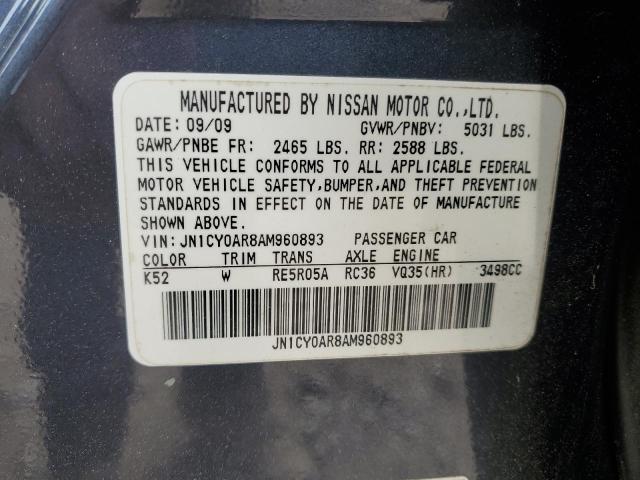 MANUFACTURED BY NISSAN MOTOR CO.,LTD.
DATE: 09/09 GVWR/PNBV: 5031 LBS.
GAWR/PNBE FR: 2465 LBS. RR: 2588 LBS.
THIS VEHICLE CONFORMS TO ALL APPLICABLE FEDERAL
MOTOR VEHICLE SAFETY,BUMPER,AND THEFT PREVENTION
STANDARDS IN EFFECT ON THE DATE OF MANUFACTURE
SHOWN ABOVE.
VIN: JN1CY0AR8AM960893 PASSENGER CAR
COLOR TRIM TRANS AXLE ENGINE
K52 W RE5R05A RC36 VQ35(HR) 3498CC
JN1CY0AR8AM960893